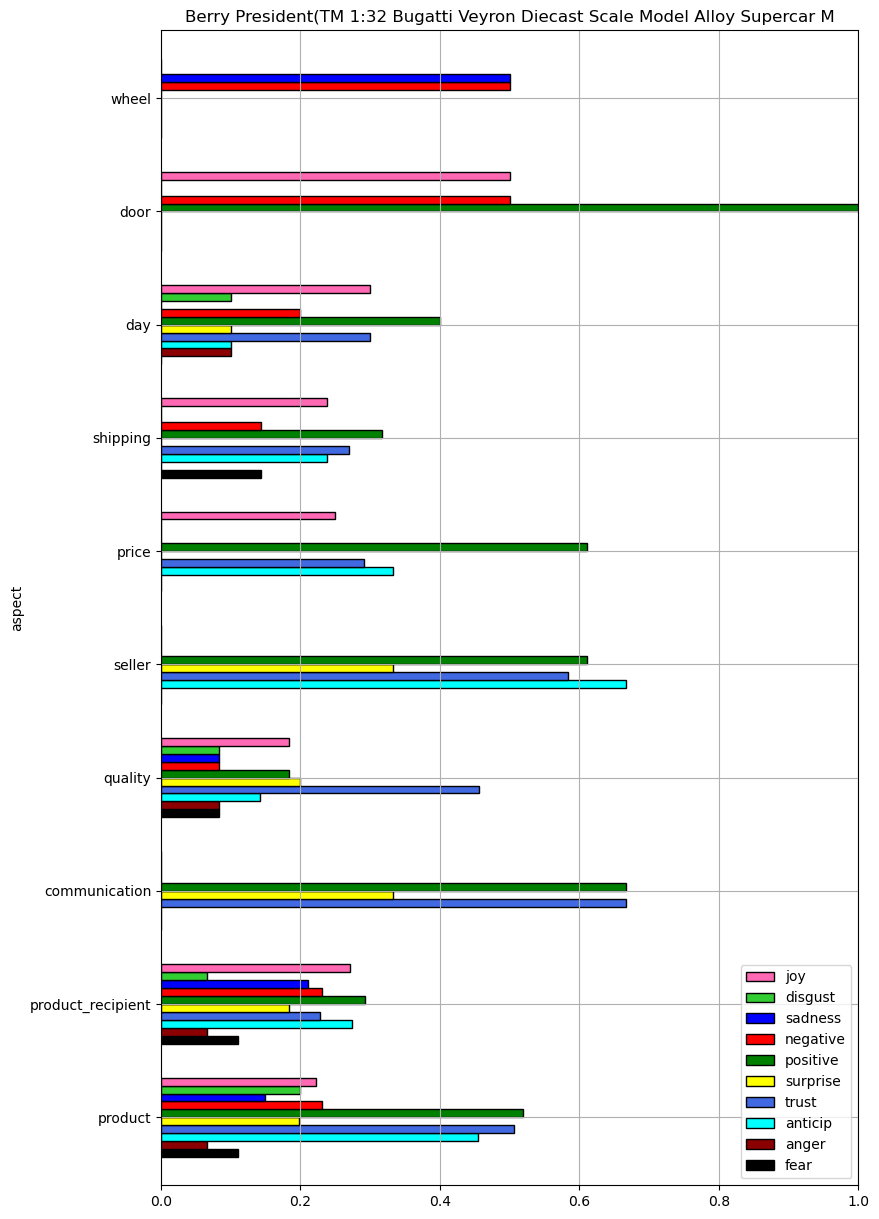 Berry President(TM 1:32 Bugatti Veyron Diecast Scale Model Alloy Supercar M
wheel
door
day
shipping
price
aspect
seller
quality
communication
product_recipient
product
joy
disgust
sadness
negative
positive
surprise
trust
anticip
anger
fear
0.0 0.2 0.4 0.6 0.8 1.0